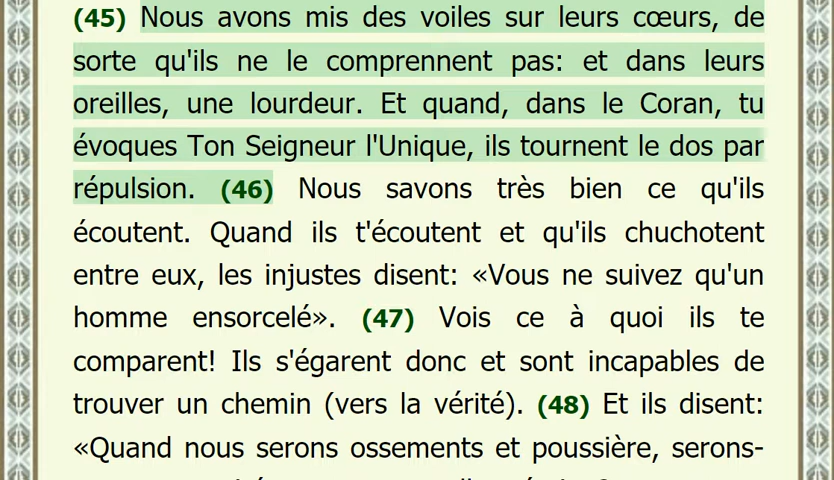 (45) Nous avons mis des voiles sur leurs cœurs, de
sorte qu'ils ne le comprennent pas: et dans leurs
oreilles, une lourdeur. Et quand, dans le Coran, tu
évoques Ton Seigneur l'Unique, ils tournent le dos par
répulsion. (46) Nous savons très bien ce qu'ils
écoutent. Quand ils t'écoutent et qu'ils chuchotent
entre eux, les injustes disent: «Vous ne suivez qu'un
homme ensorcelé». (47) Vois ce à quoi ils te
comparent! Ils s'égarent donc et sont incapables de
trouver un chemin (vers la vérité). (48) Et ils disent:
«Quand nous serons ossements et poussière, serons-